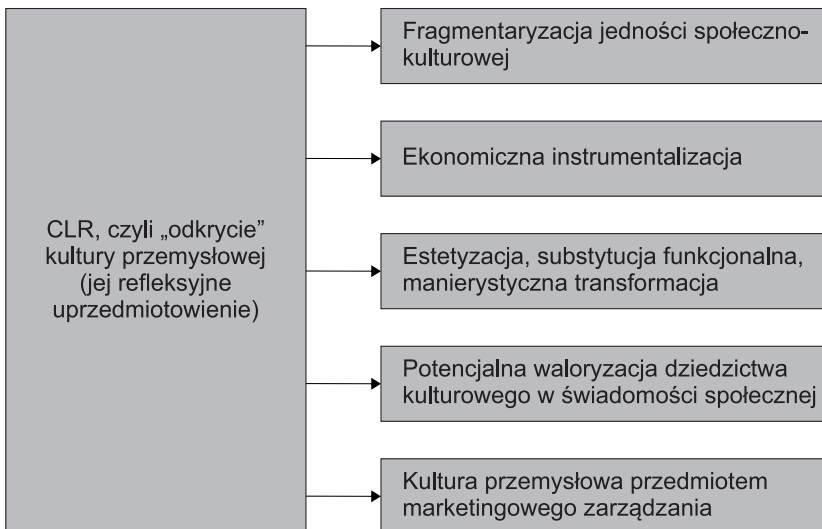 CLR, czyli „odkrycie”
kultury przemysłowej
(jej refleksyjne
uprzedmiotowienie)
Fragmentaryzacja jedności społeczno-
kulturowej
Ekonomiczna instrumentalizacja
Estetyzacja, substytucja funkcjonalna,
manierystyczna transformacja
Potencjalna waloryzacja dziedzictwa
kulturowego w świadomości społecznej
Kultura przemysłowa przedmiotem
marketingowego zarządzania